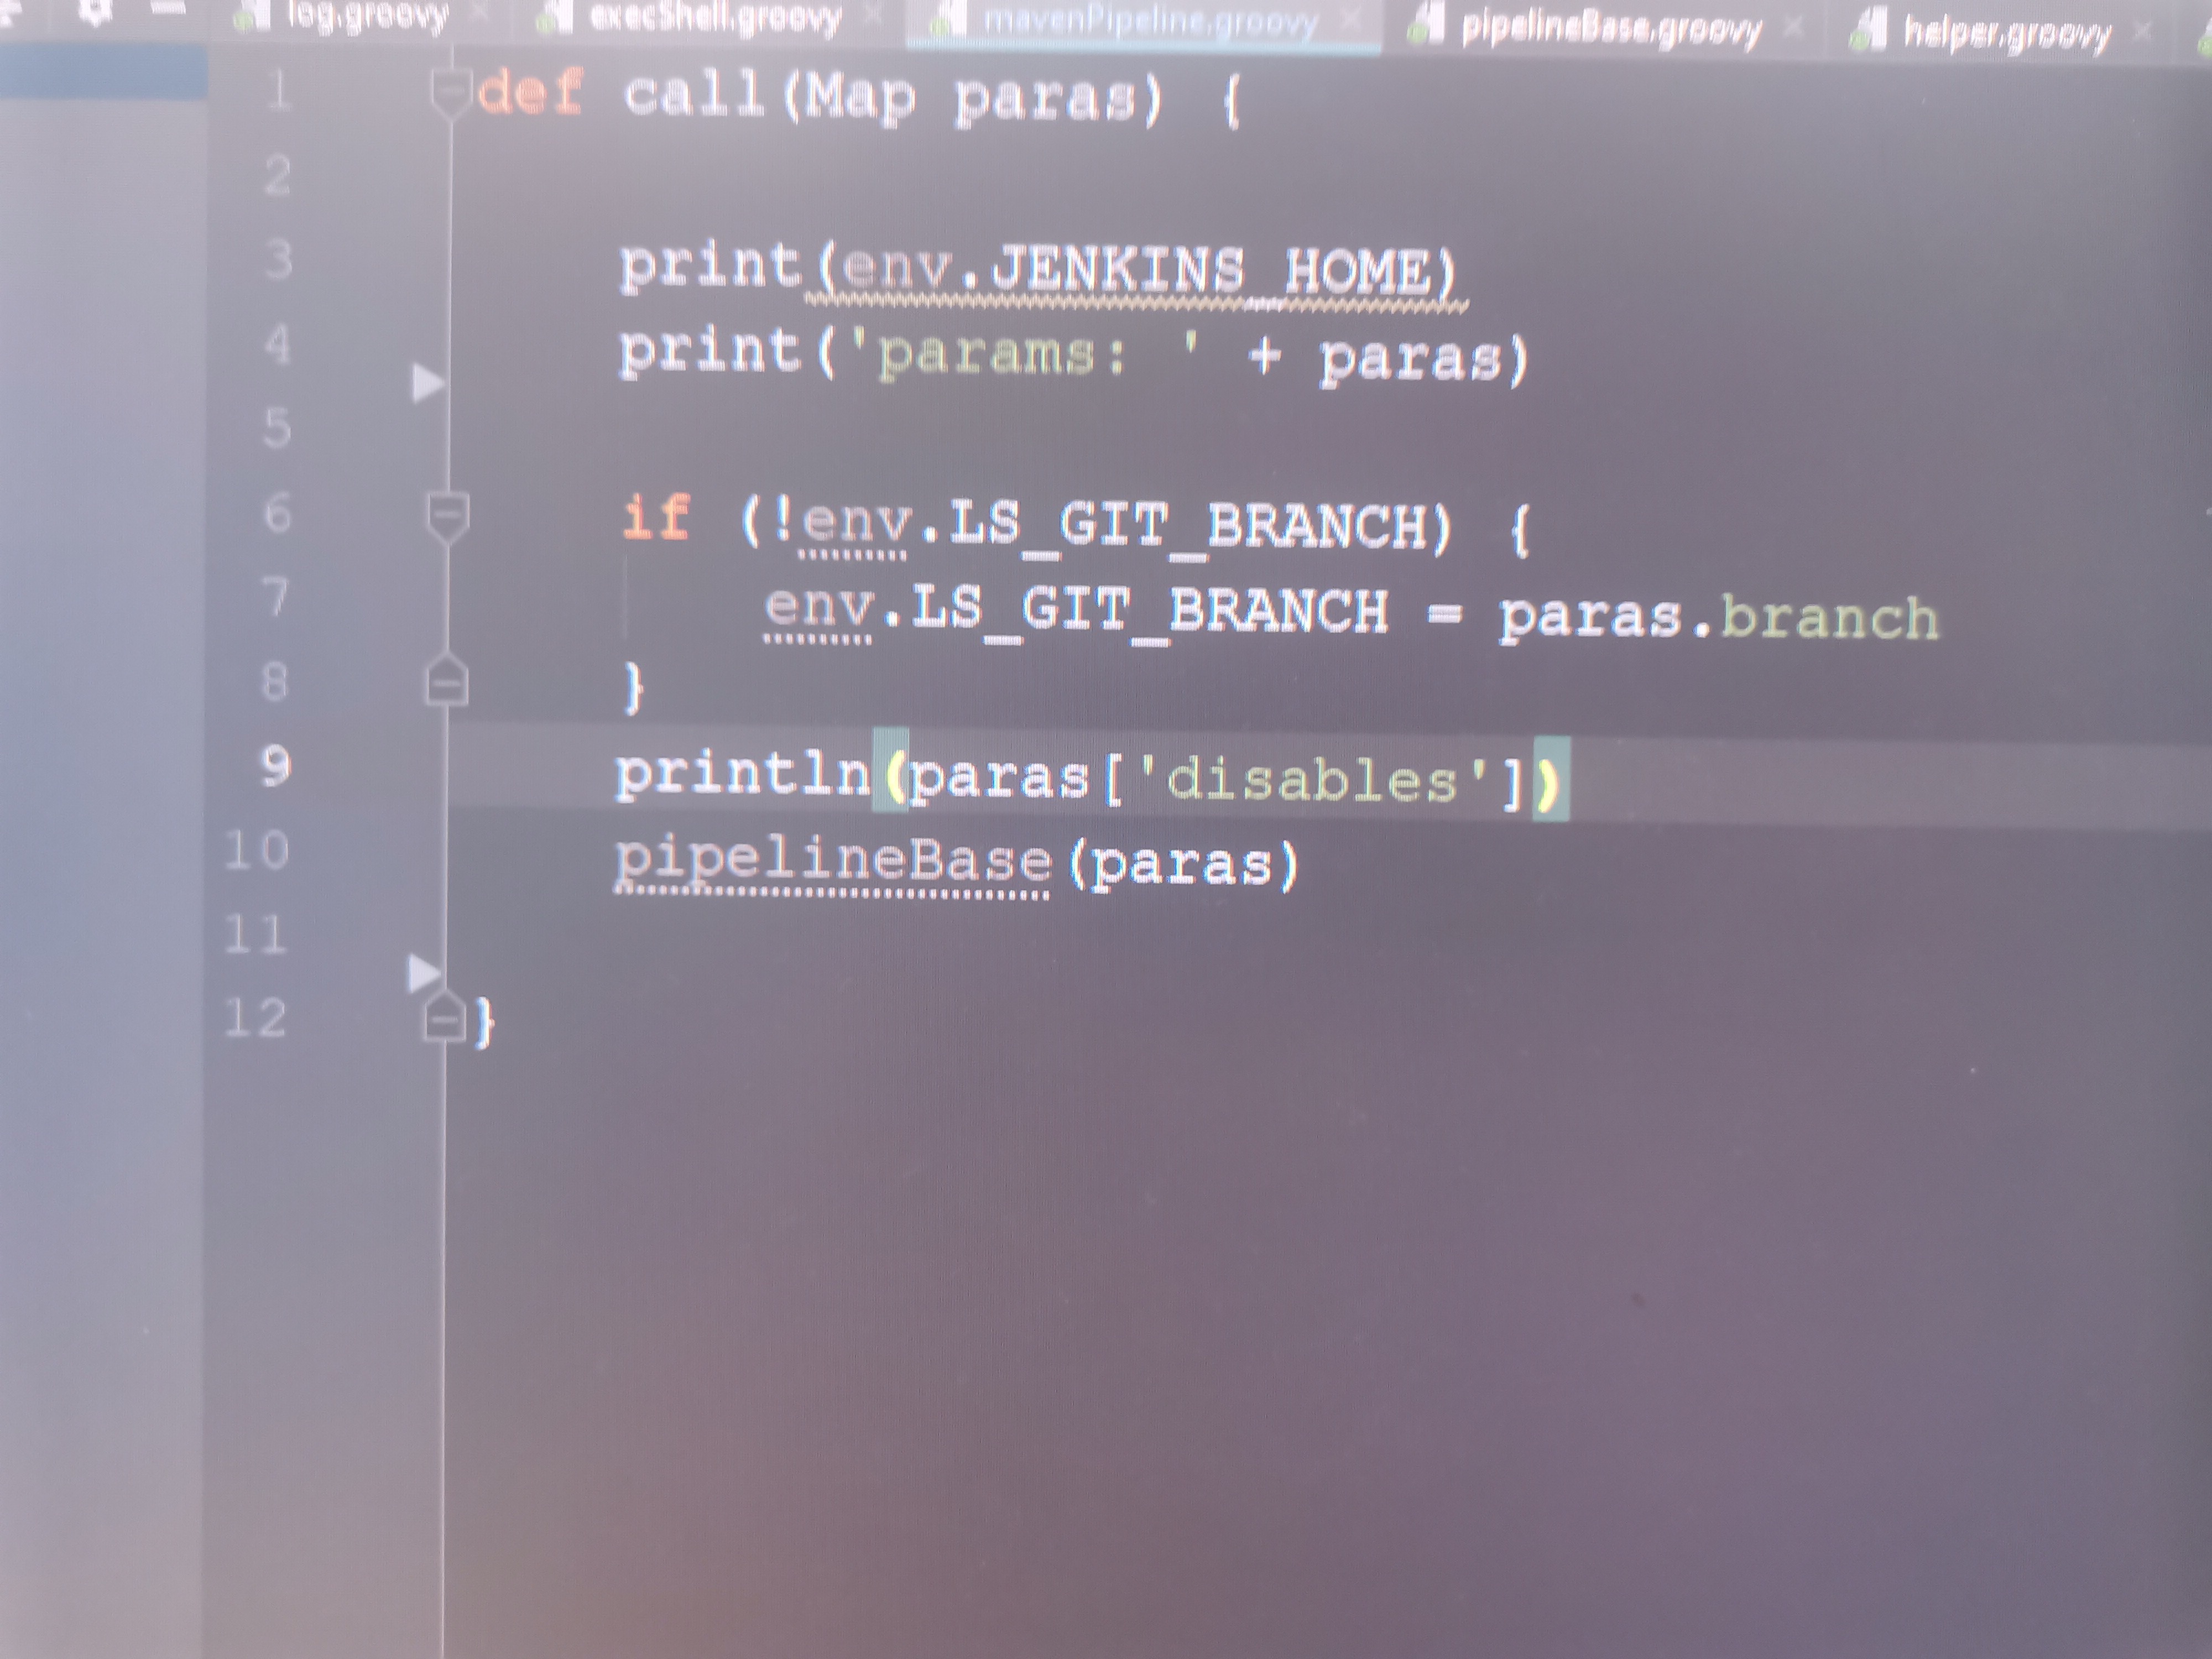 log.groovy execShell.groovy mavenPipeline.groovy pipelineBase.groovy helper.groovy
1 def call(Map paras) {
2
3 print(env.JENKINS_HOME)
4 print('params: ' + paras)
5
6 if (!env.LS_GIT_BRANCH) {
7 env.LS_GIT_BRANCH = paras.branch
8 }
9 println(paras['disables'])
10 pipelineBase(paras)
11
12 }